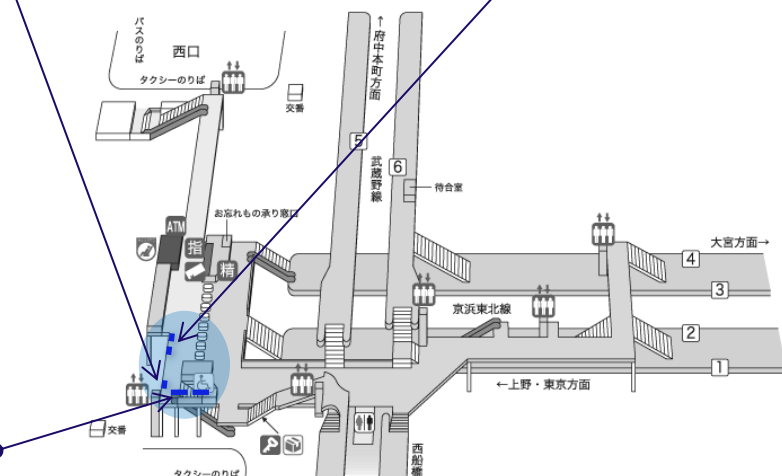 バスのりば
西口
タクシーのりば
交番
↑府中本町方面
5
武蔵野線
6
待合室
お忘れもの承り窓口
ATM
指
精
大宮方面→
4
3
京浜東北線
2
1
←上野・東京方面
交番
タクシーのりば
西船橋